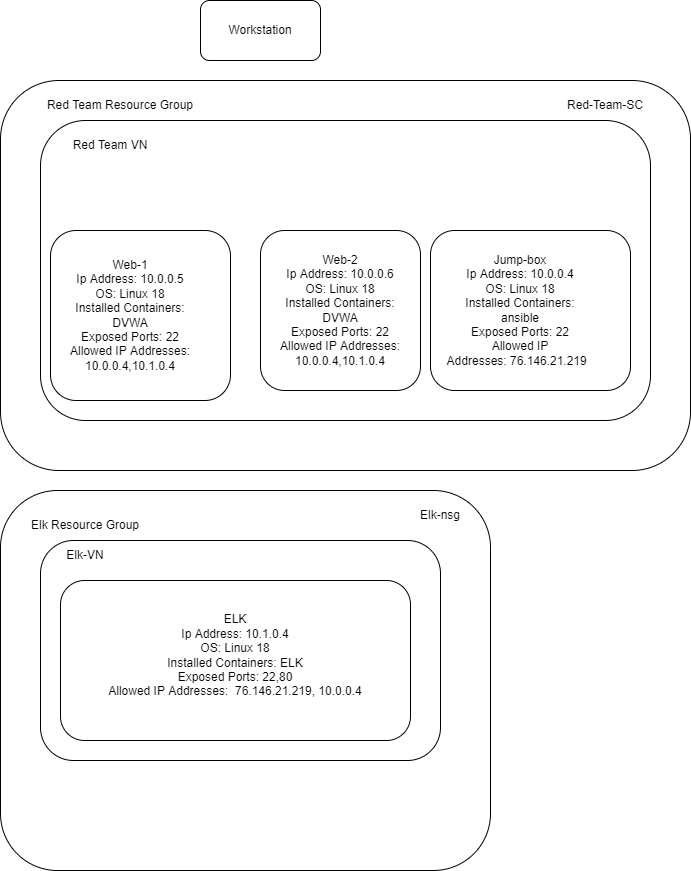 Workstation
Red Team Resource Group
Red-Team-SC
Red Team VN
Web-1
Ip Address: 10.0.0.5
OS: Linux 18
Installed Containers:
DVWA
Exposed Ports: 22
Allowed IP Addresses:
10.0.0.4,10.1.0.4
Web-2
Ip Address: 10.0.0.6
OS: Linux 18
Installed Containers:
DVWA
Exposed Ports: 22
Allowed IP Addresses:
10.0.0.4,10.1.0.4
Jump-box
Ip Address: 10.0.0.4
OS: Linux 18
Installed Containers:
ansible
Exposed Ports: 22
Allowed IP
Addresses: 76.146.21.219
Elk Resource Group
Elk-nsg
Elk-VN
ELK
Ip Address: 10.1.0.4
OS: Linux 18
Installed Containers: ELK
Exposed Ports: 22,80
Allowed IP Addresses:  76.146.21.219, 10.0.0.4